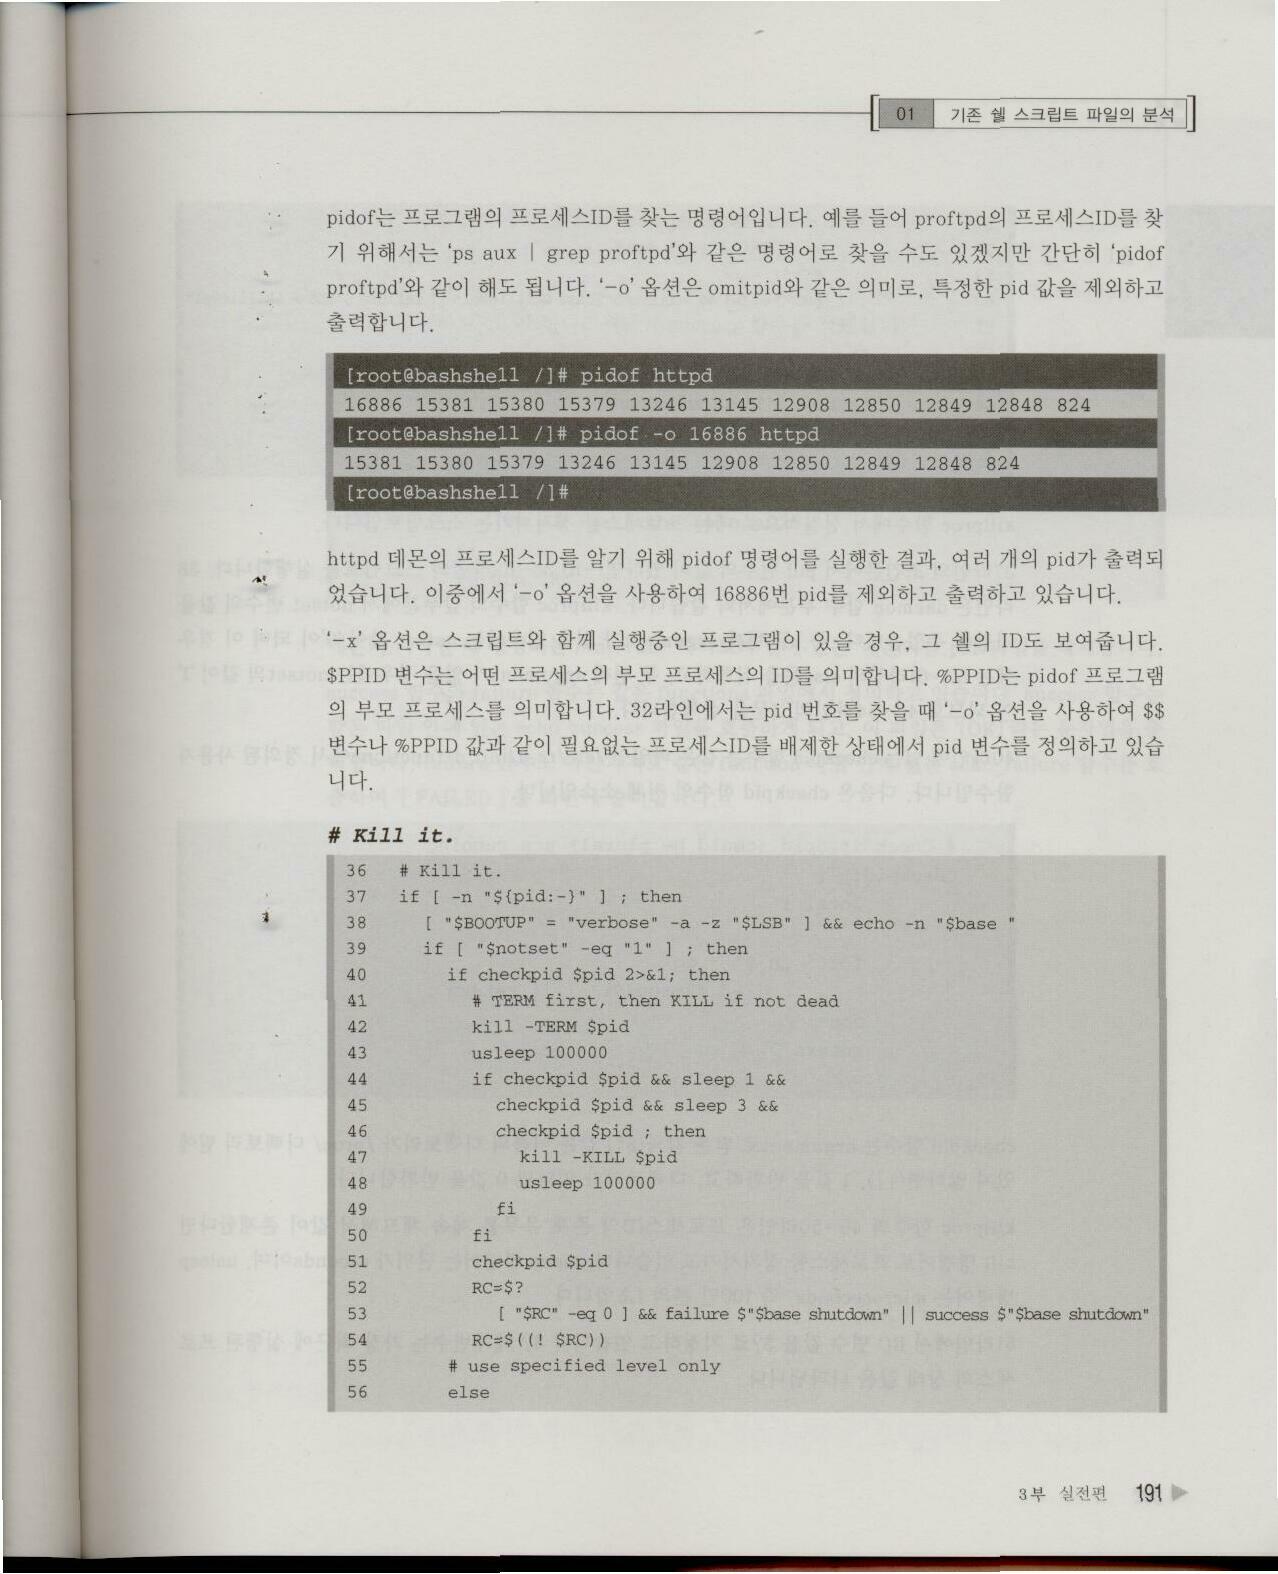 01 기존 쉘 스크립트 파일의 분석
pidof는 프로그램의 프로세스ID를 찾는 명령어입니다. 예를 들어 proftpd의 프로세스ID를 찾
기 위해서는 ‘ps aux | grep proftpd’와 같은 명령어로 찾을 수도 있겠지만 간단히 ‘pidof
proftpd’와 같이 해도 됩니다. ‘-o’ 옵션은 omitpid와 같은 의미로, 특정한 pid 값을 제외하고
출력합니다.
[root@bashshell /]# pidof httpd
16886 15381 15380 15379 13246 13145 12908 12850 12849 12848 824
[root@bashshell /]# pidof -o 16886 httpd
15381 15380 15379 13246 13145 12908 12850 12849 12848 824
[root@bashshell /]#
httpd 데몬의 프로세스ID를 알기 위해 pidof 명령어를 실행한 결과, 여러 개의 pid가 출력되
었습니다. 이중에서 ‘-o’ 옵션을 사용하여 16886번 pid를 제외하고 출력하고 있습니다.
‘-x’ 옵션은 스크립트와 함께 실행중인 프로그램이 있을 경우, 그 쉘의 ID도 보여줍니다.
$PPID 변수는 어떤 프로세스의 부모 프로세스의 ID를 의미합니다. %PPID는 pidof 프로그램
의 부모 프로세스를 의미합니다. 32라인에서는 pid 번호를 찾을 때 ‘-o’ 옵션을 사용하여 $$
변수나 %PPID 값과 같이 필요없는 프로세스ID를 배제한 상태에서 pid 변수를 정의하고 있습
니다.
# Kill it.
36 # Kill it.
37 if [ -n "${pid:-}" ] ; then
38 [ "$BOOTUP" = "verbose" -a -z "$LSB" ] && echo -n "$base "
39 if [ "$notset" -eq "1" ] ; then
40 if checkpid $pid 2>&1; then
41 # TERM first, then KILL if not dead
42 kill -TERM $pid
43 usleep 100000
44 if checkpid $pid && sleep 1 &&
45 checkpid $pid && sleep 3 &&
46 checkpid $pid ; then
47 kill -KILL $pid
48 usleep 100000
49 fi
50 fi
51 checkpid $pid
52 RC=$?
53 [ "$RC" -eq 0 ] && failure $"$base shutdown" || success $"$base shutdown"
54 RC=$((! $RC))
55 # use specified level only
56 else
3부 실전편 191